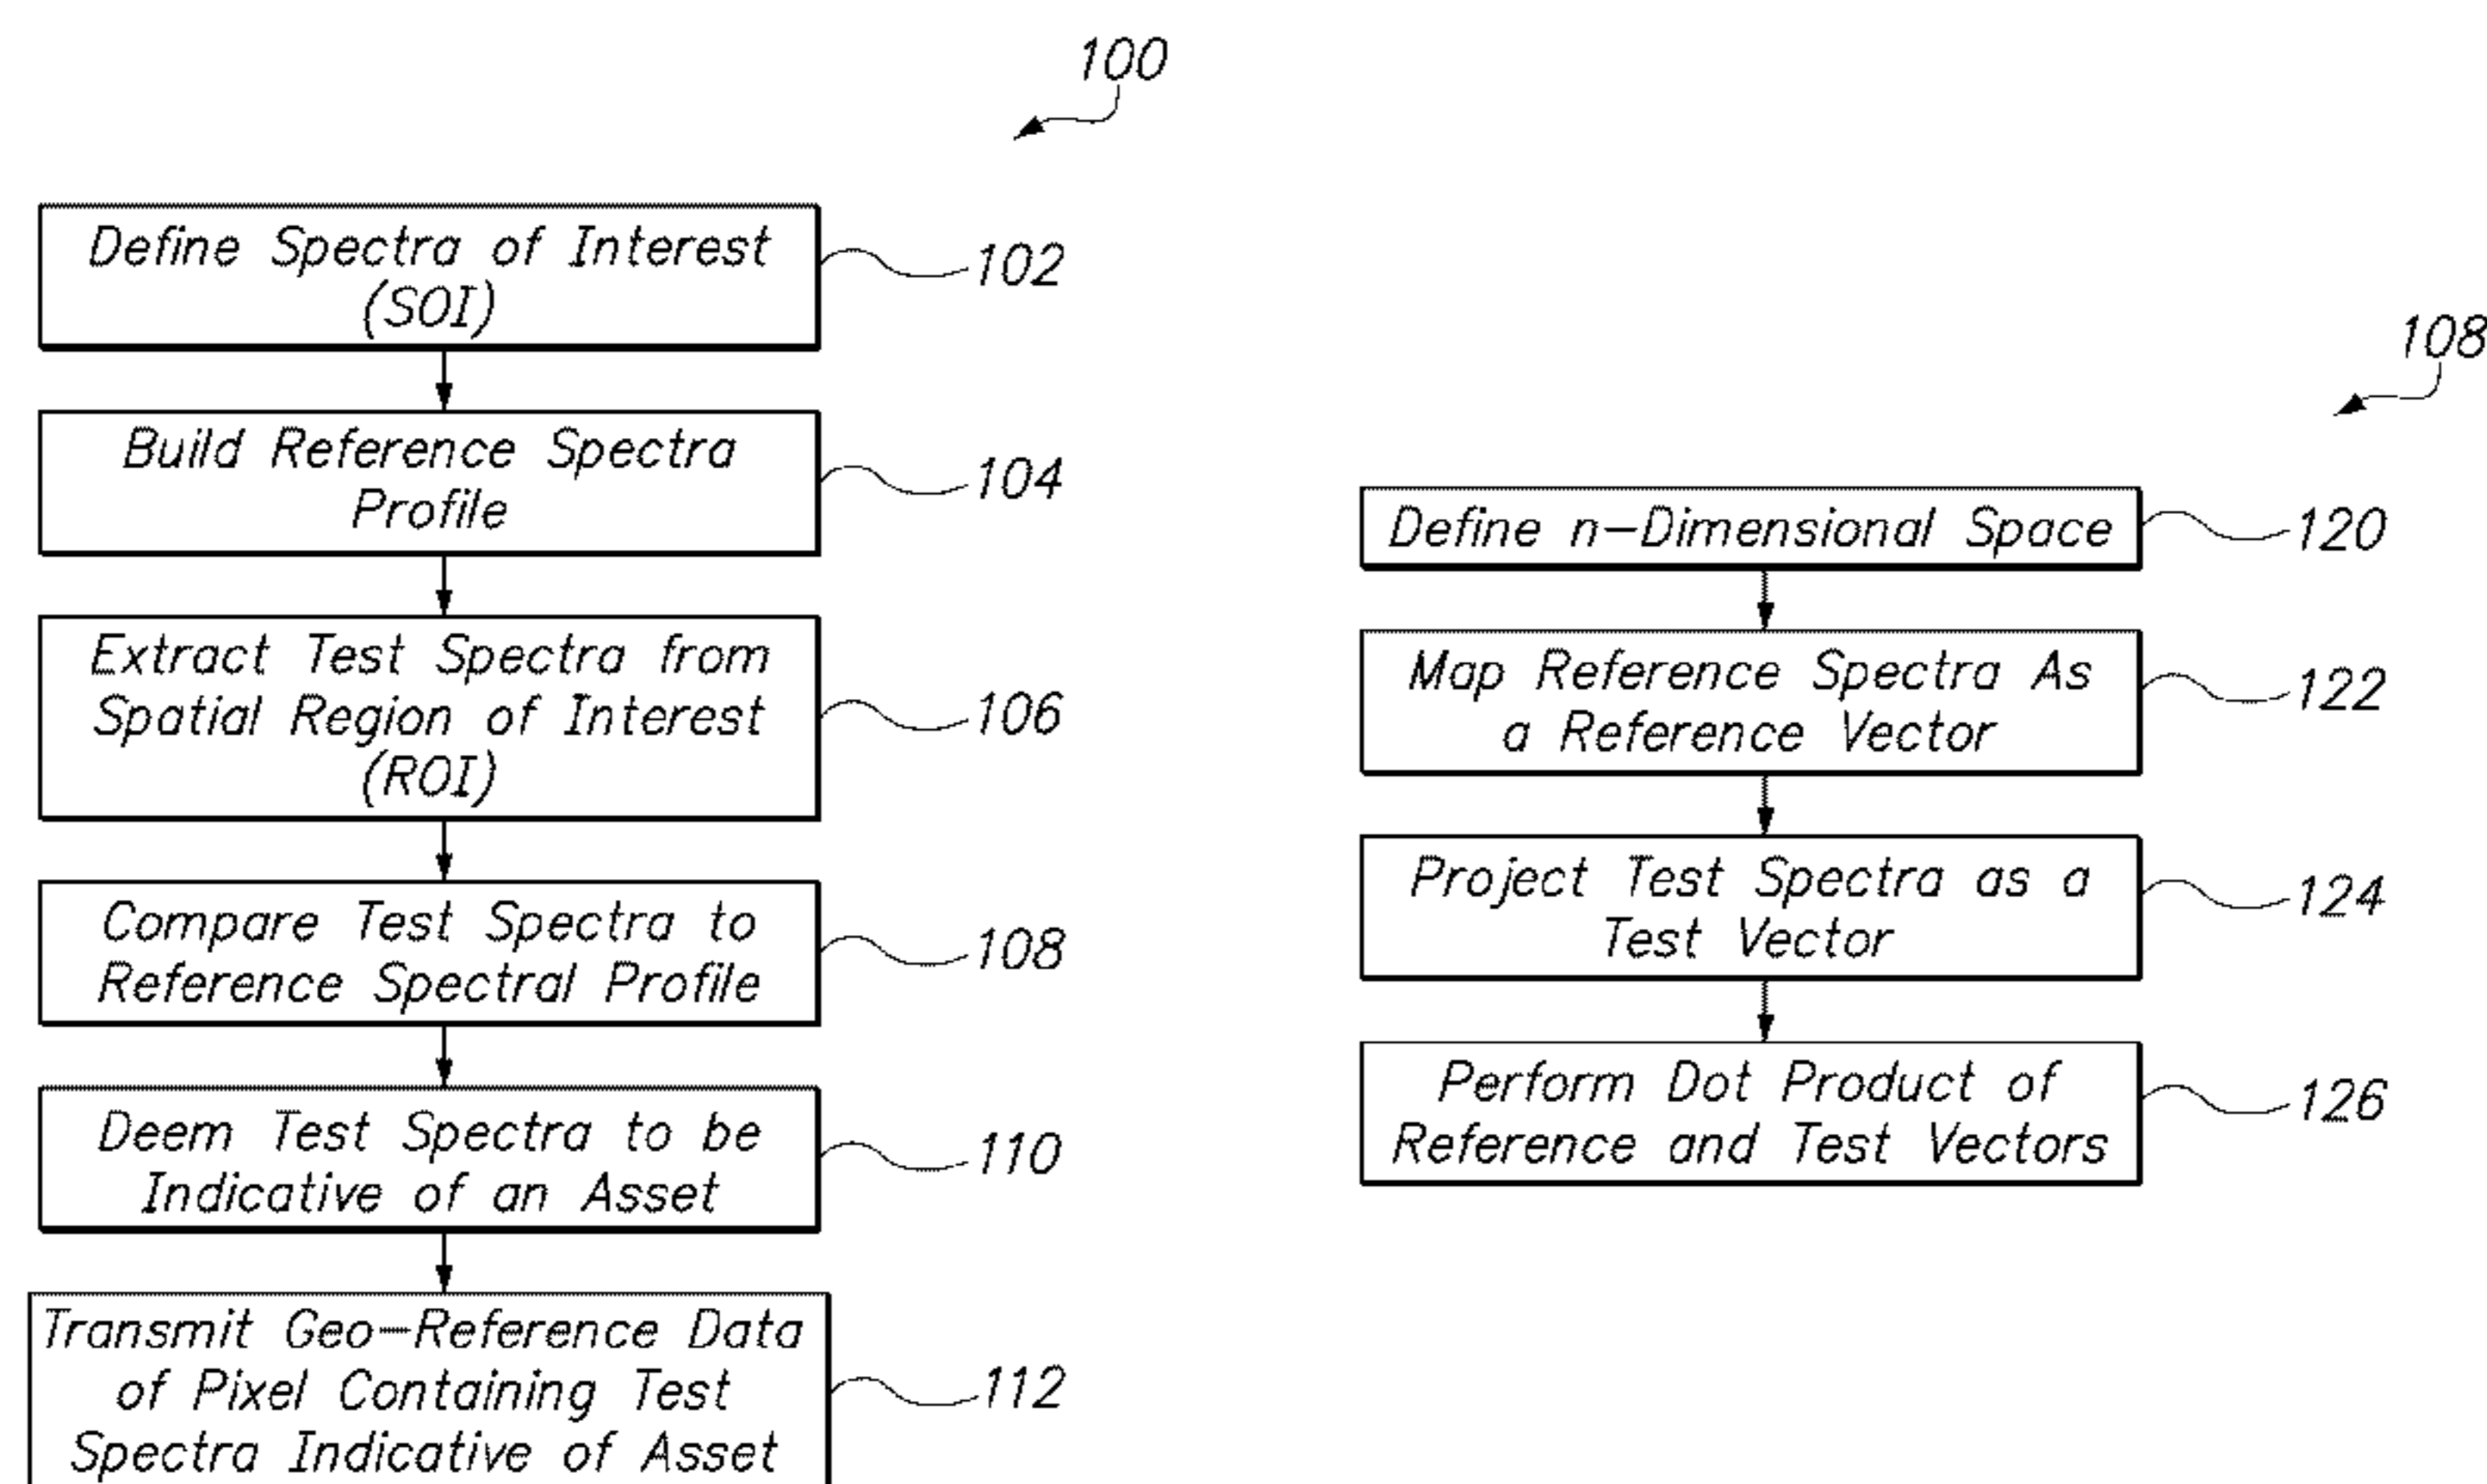 100
Define Spectra of Interest
(SOI)
102
Build Reference Spectra
Profile
104
Extract Test Spectra from
Spatial Region of Interest
(ROI)
106
Compare Test Spectra to
Reference Spectral Profile
108
Deem Test Spectra to be
Indicative of an Asset
110
Transmit Geo-Reference Data
of Pixel Containing Test
Spectra Indicative of Asset
112
108
Define n-Dimensional Space
120
Map Reference Spectra As
a Reference Vector
122
Project Test Spectra as a
Test Vector
124
Perform Dot Product of
Reference and Test Vectors
126